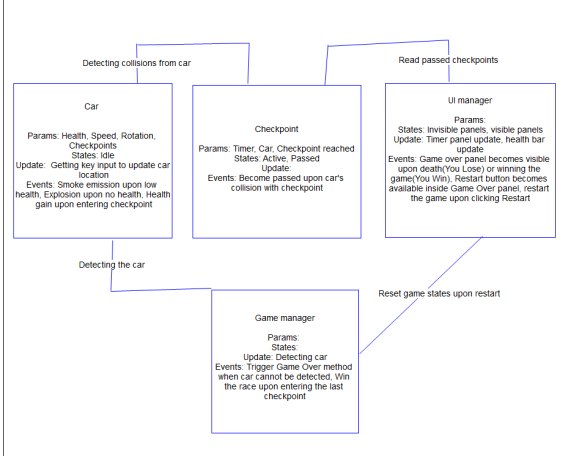 Detecting collisions from car
Read passed checkpoints
Car
Params: Health, Speed, Rotation,
Checkpoints
States: Idle
Update: Getting key input to update car
location
Events: Smoke emission upon low
health, Explosion upon no health, Health
gain upon entering checkpoint
Checkpoint
Params: Timer, Car, Checkpoint reached
States: Active, Passed
Update:
Events: Become passed upon car's
collision with checkpoint
UI manager
Params:
States: Invisible panels, visible panels
Update: Timer panel update, health bar
update
Events: Game over panel becomes visible
upon death(You Lose) or winning the
game(You Win), Restart button becomes
available inside Game Over panel, restart
the game upon clicking Restart
Detecting the car
Reset game states upon restart
Game manager
Params:
States:
Update: Detecting car
Events: Trigger Game Over method
when car cannot be detected, Win
the race upon entering the last
checkpoint